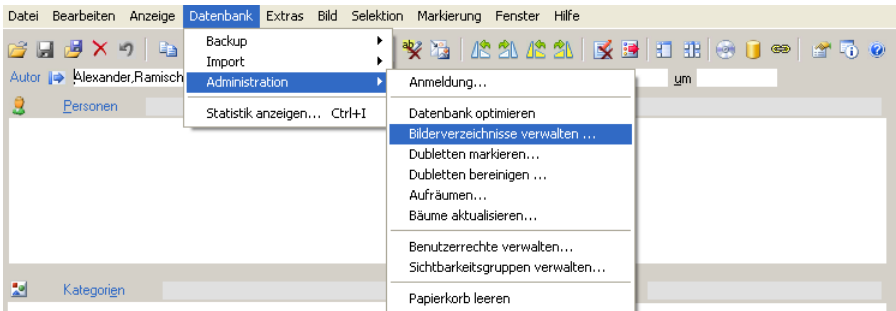 Datei Bearbeiten Anzeige Datenbank Extras Bild Selektion Markierung Fenster Hilfe
Backup
Import
Autor Alexander,Ramisch
Administration
Anmeldung...
um
Personen
Statistik anzeigen... Ctrl+I
Datenbank optimieren
Bilderverzeichnisse verwalten ...
Dubletten markieren...
Dubletten bereinigen ...
Aufräumen...
Bäume aktualisieren...
Benutzerrechte verwalten...
Sichtbarkeitsgruppen verwalten...
Kategorien
Papierkorb leeren